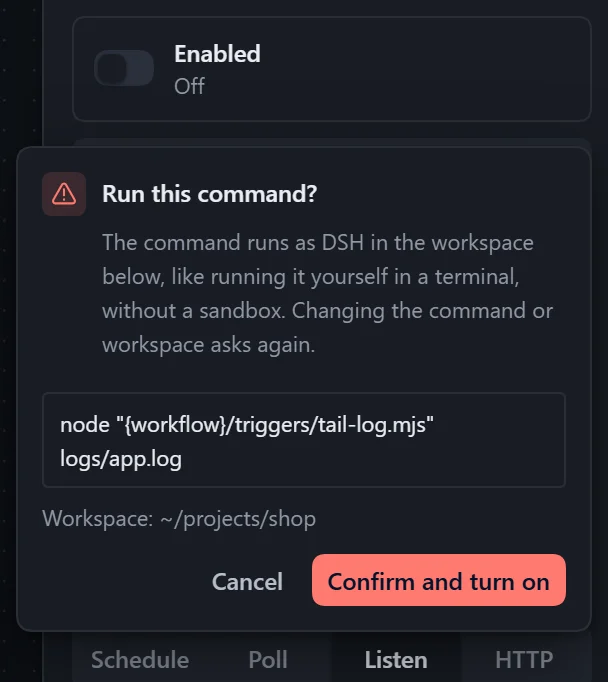 Enabled
Off
Run this command?
The command runs as DSH in the workspace
below, like running it yourself in a terminal,
without a sandbox. Changing the command or
workspace asks again.
node "{workflow}/triggers/tail-log.mjs"
logs/app.log
Workspace: ~/projects/shop
Cancel
Confirm and turn on
Schedule
Poll
Listen
HTTP